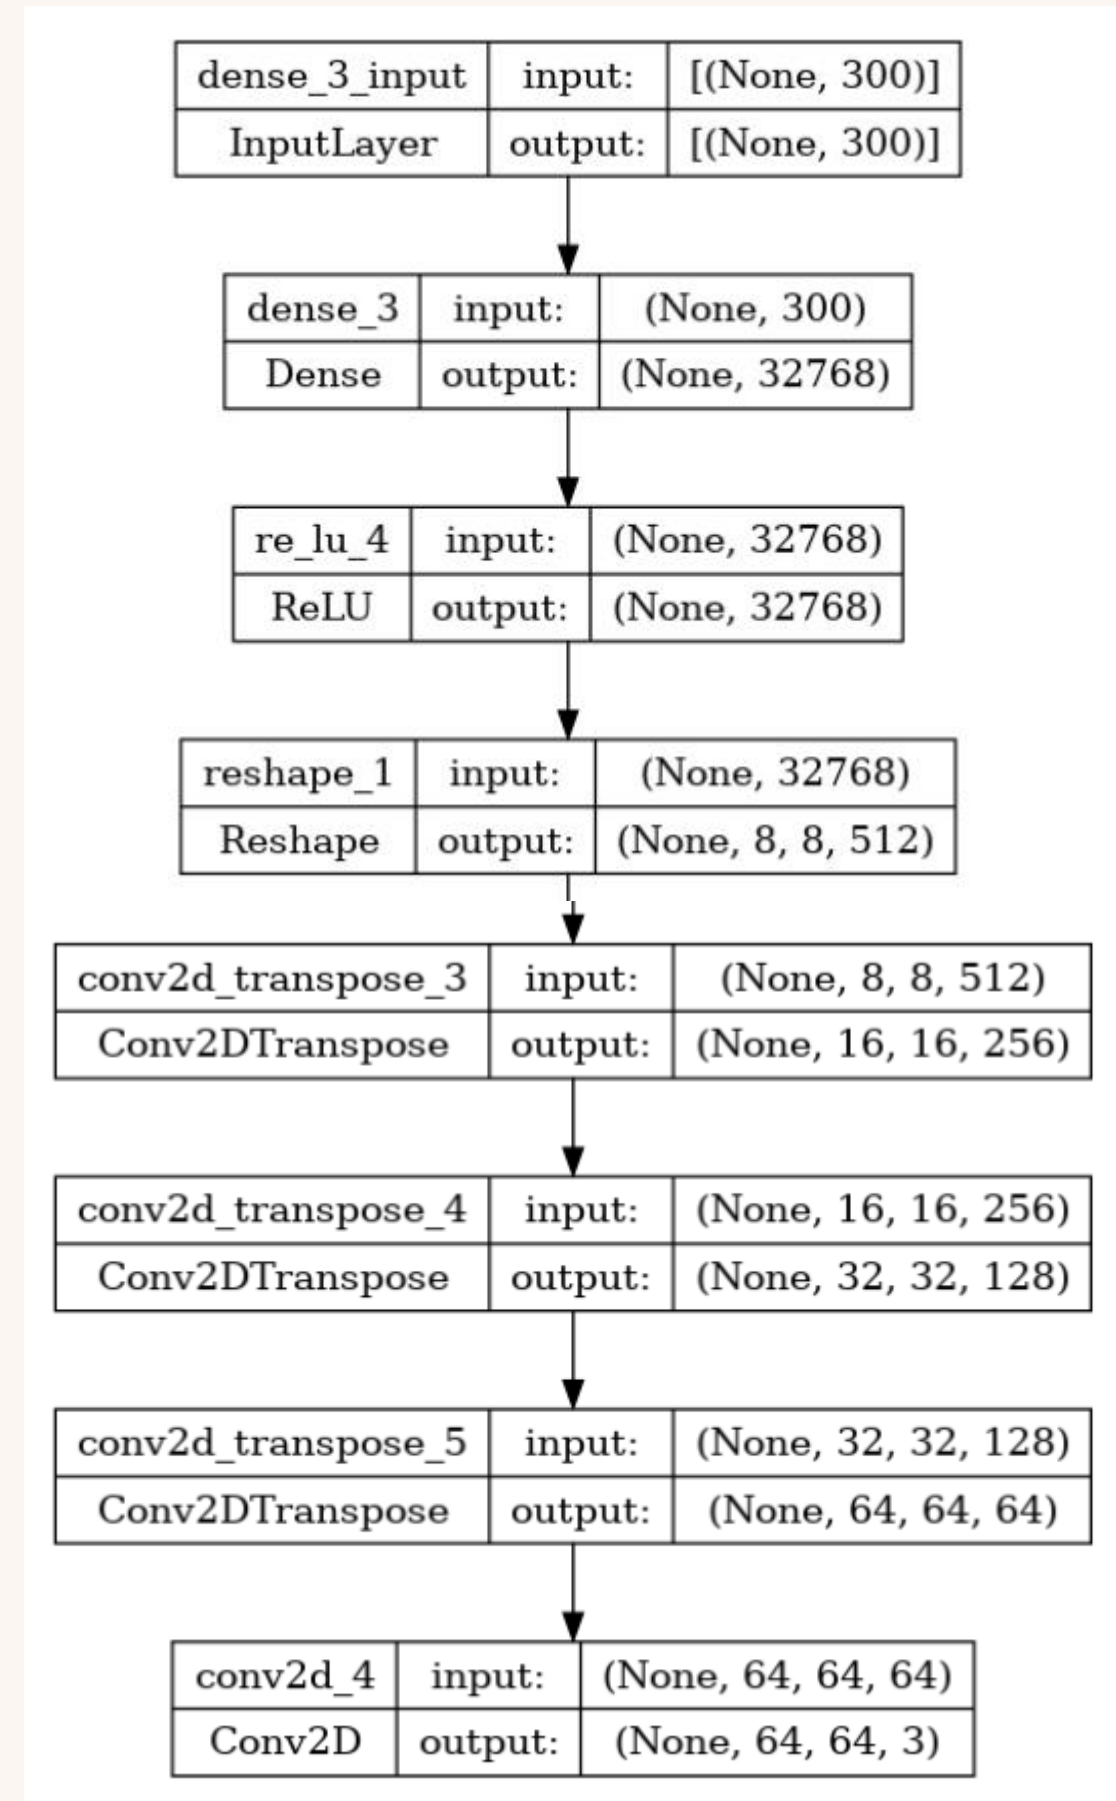 dense_3_input input: [(None, 300)]
InputLayer output: [(None, 300)]
dense_3 input: (None, 300)
Dense output: (None, 32768)
re_lu_4 input: (None, 32768)
ReLU output: (None, 32768)
reshape_1 input: (None, 32768)
Reshape output: (None, 8, 8, 512)
conv2d_transpose_3 input: (None, 8, 8, 512)
Conv2DTranspose output: (None, 16, 16, 256)
conv2d_transpose_4 input: (None, 16, 16, 256)
Conv2DTranspose output: (None, 32, 32, 128)
conv2d_transpose_5 input: (None, 32, 32, 128)
Conv2DTranspose output: (None, 64, 64, 64)
conv2d_4 input: (None, 64, 64, 64)
Conv2D output: (None, 64, 64, 3)